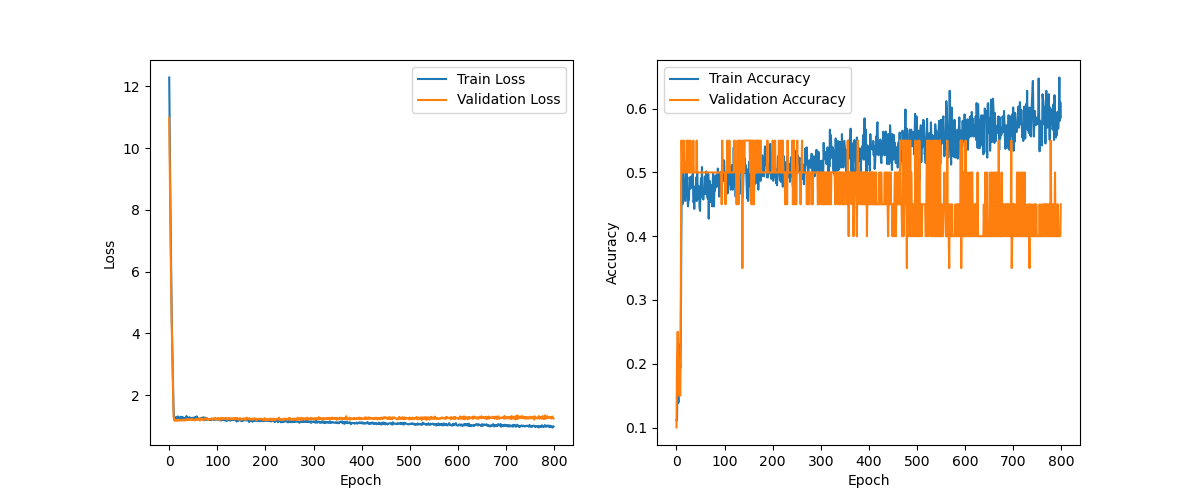 Train Loss
Validation Loss
12
10
8
6
4
2
Loss
0 100 200 300 400 500 600 700 800
Epoch
Train Accuracy
Validation Accuracy
0.6
0.5
0.4
0.3
0.2
0.1
Accuracy
0 100 200 300 400 500 600 700 800
Epoch